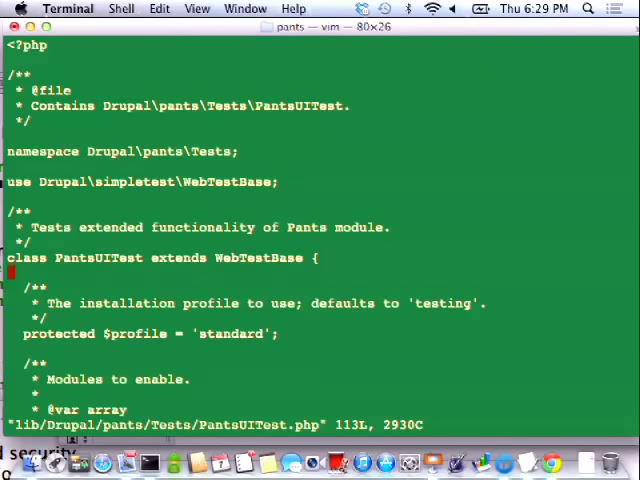 Terminal Shell Edit View Window Help Thu 6:29 PM
pants — vim — 80×26
<?php
/**
 * @file
 * Contains Drupal\pants\Tests\PantsUITest.
 */
namespace Drupal\pants\Tests;
use Drupal\simpletest\WebTestBase;
/**
 * Tests extended functionality of Pants module.
 */
class PantsUITest extends WebTestBase {
  /**
   * The installation profile to use; defaults to 'testing'.
   */
  protected $profile = 'standard';
  /**
   * Modules to enable.
   *
   * @var array
"lib/Drupal/pants/Tests/PantsUITest.php" 113L, 2930C
d security